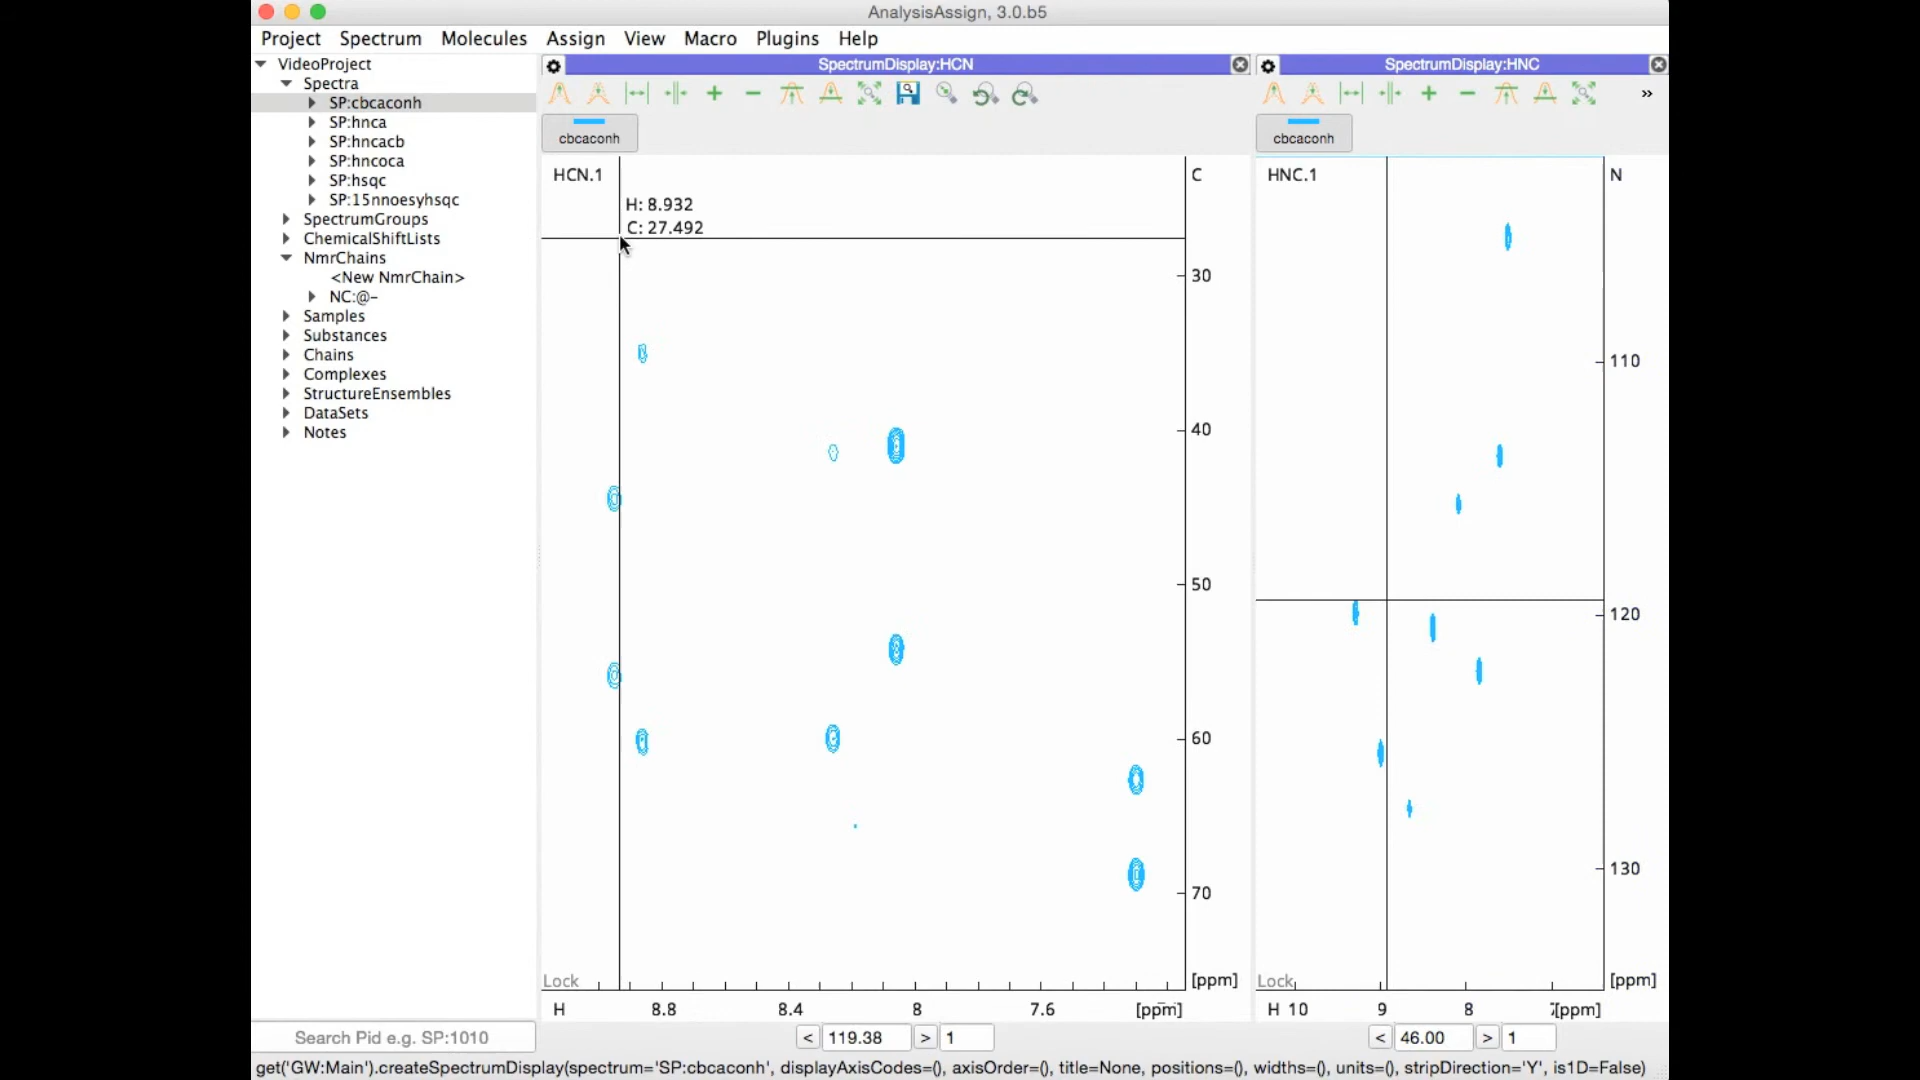 AnalysisAssign, 3.0.b5
Project Spectrum Molecules Assign View Macro Plugins Help
VideoProject
Spectra
SP:cbcaconh
SP:hnca
SP:hncacb
SP:hncoca
SP:hsqc
SP:15nnoesyhsqc
SpectrumGroups
ChemicalShiftLists
NmrChains
<New NmrChain>
NC:@-
Samples
Substances
Chains
Complexes
StructureEnsembles
DataSets
Notes
Search Pid e.g. SP:1010
SpectrumDisplay:HCN
cbcaconh
HCN.1
C
H: 8.932
C: 27.492
30
40
50
60
70
Lock
[ppm]
H 8.8 8.4 8 7.6 [ppm]
< 119.38 > 1
SpectrumDisplay:HNC
»
cbcaconh
HNC.1
N
110
120
130
Lock
[ppm]
H 10 9 8 [ppm]
< 46.00 > 1
get('GW:Main').createSpectrumDisplay(spectrum='SP:cbcaconh', displayAxisCodes=(), axisOrder=(), title=None, positions=(), widths=(), units=(), stripDirection='Y', is1D=False)